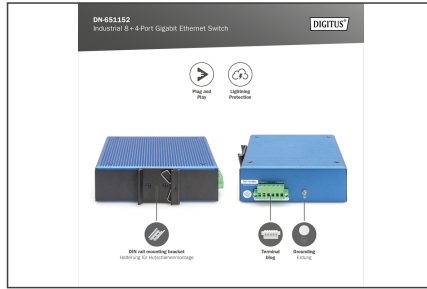 DN-651152
Industrial 8+4-Port Gigabit Ethernet Switch
DIGITUS®
Plug and
Play
Lightning
Protection
DIN rail mounting bracket
Halterung für Hutschienenmontage
Terminal
blog
Grounding
Erdung